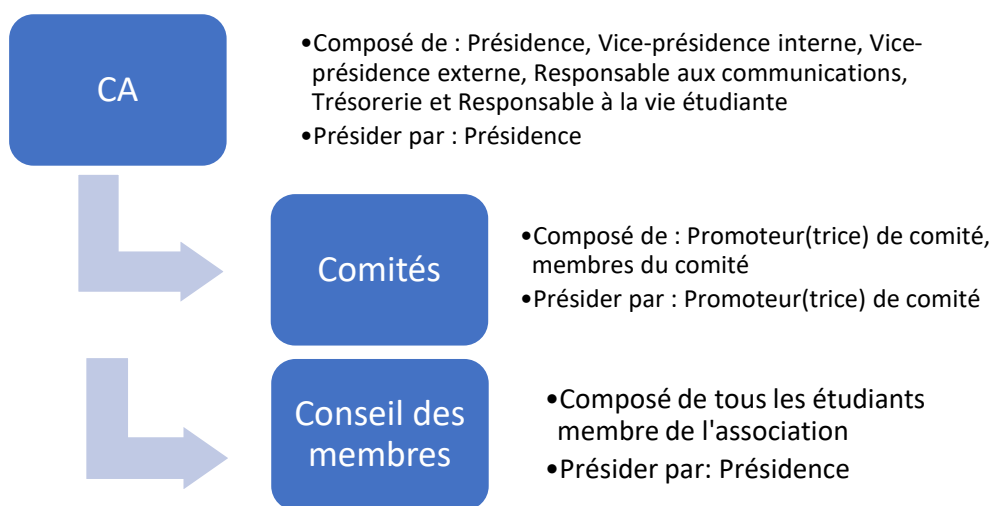 CA
•Composé de : Présidence, Vice-présidence interne, Vice-
présidence externe, Responsable aux communications,
Trésorerie et Responsable à la vie étudiante
•Présider par : Présidence
Comités
•Composé de : Promoteur(trice) de comité,
membres du comité
•Présider par : Promoteur(trice) de comité
Conseil des
membres
•Composé de tous les étudiants
membre de l'association
•Présider par: Présidence